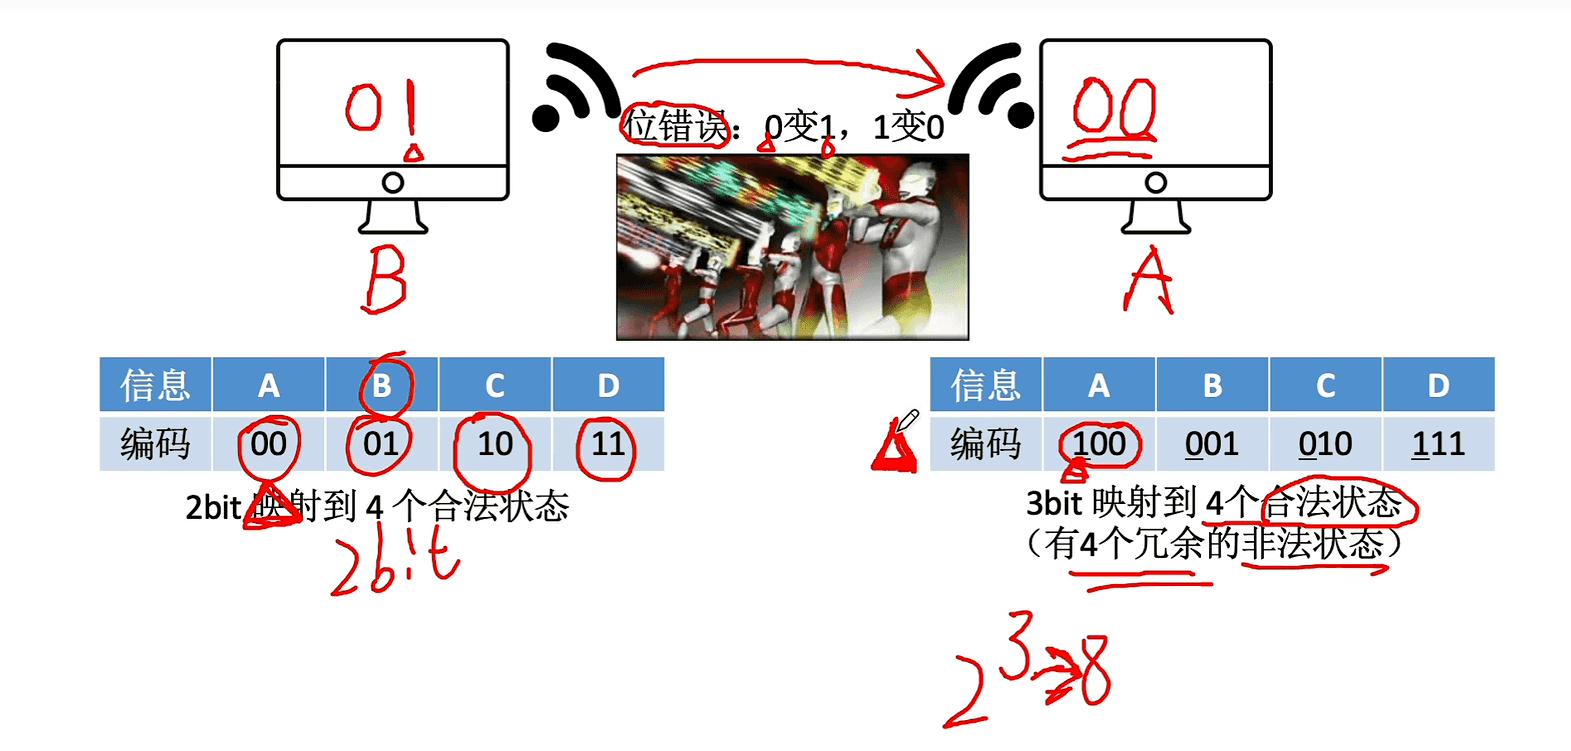 01
00
位错误：0变1，1变0
B
A
信息 A B C D
编码 00 01 10 11
2bit 映射到 4 个合法状态
2bit
信息 A B C D
编码 100 001 010 111
3bit 映射到 4个合法状态
（有4个冗余的非法状态）
2³⇒8